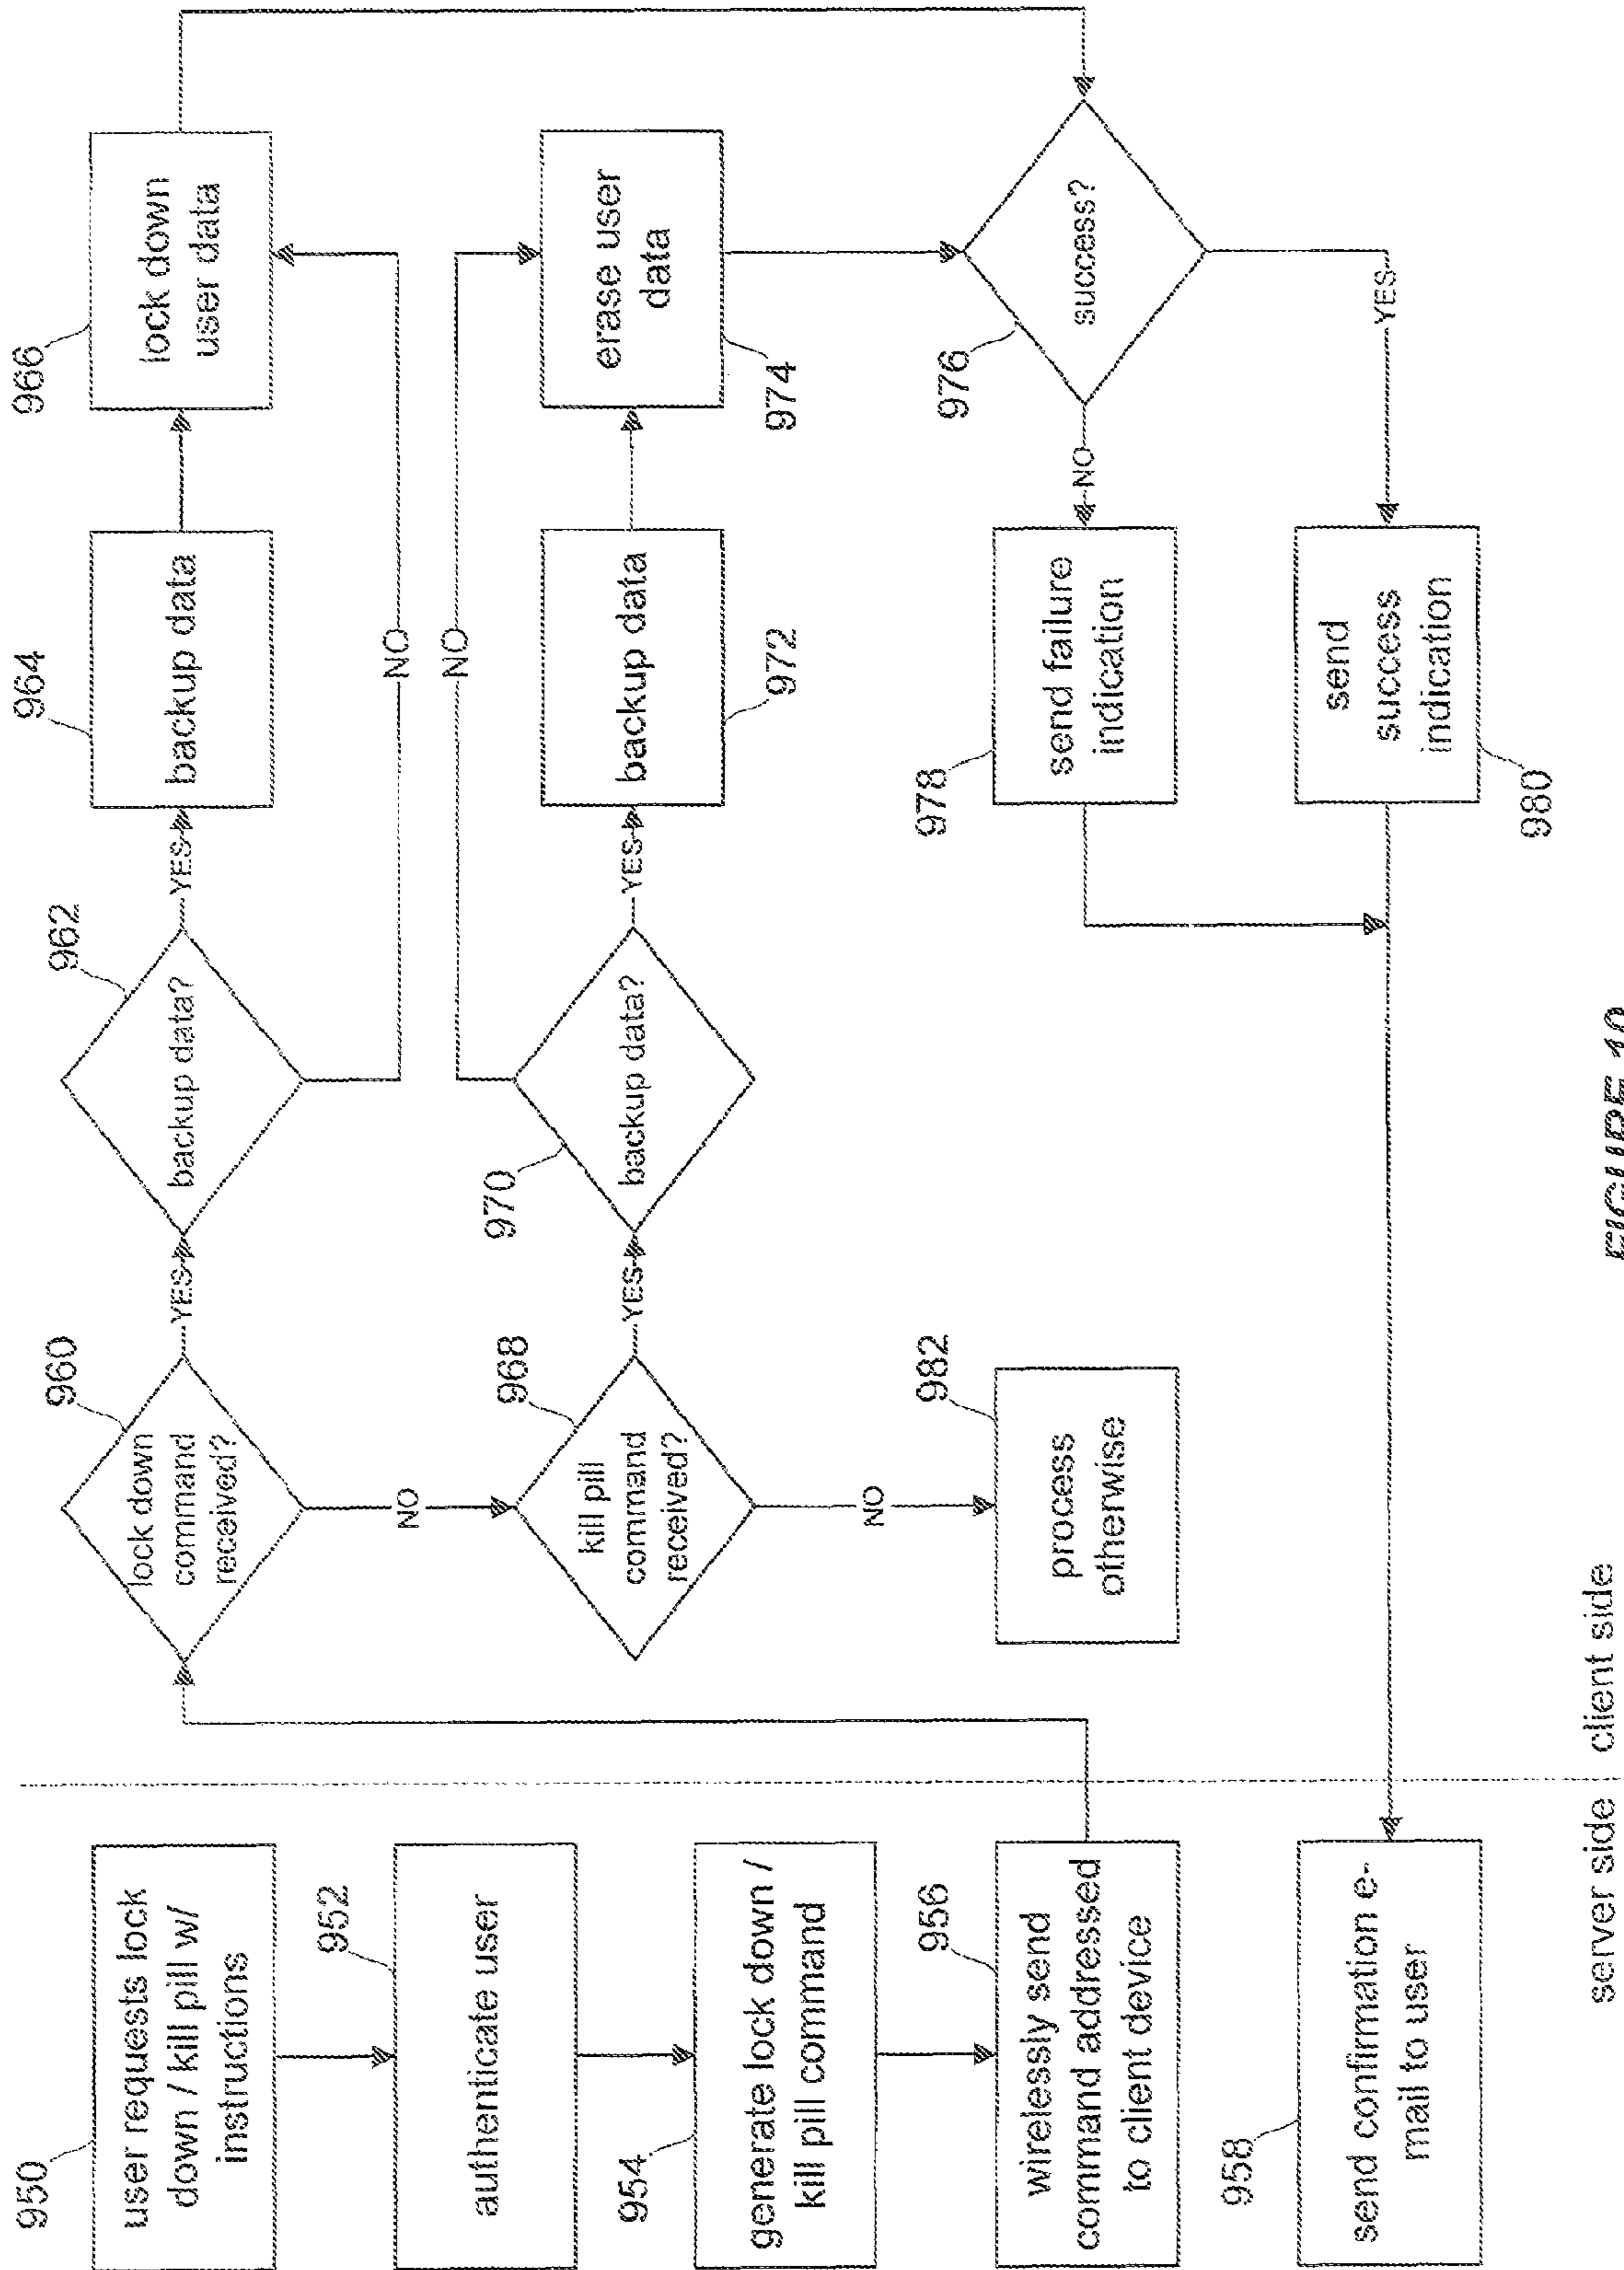 950
user requests lock
down / kill pill w/
instructions
952
authenticate user
954
generate lock down /
kill pill command
956
wirelessly send
command addressed
to client device
958
send confirmation e-
mail to user
server side
client side
960
lock down
command
received?
YES
NO
962
backup data?
YES
NO
964
backup data
966
lock down
user data
968
kill pill
command
received?
YES
NO
970
backup data?
YES
NO
972
backup data
974
erase user
data
982
process
otherwise
976
success?
NO
YES
978
send failure
indication
980
send
success
indication
FIGURE 10